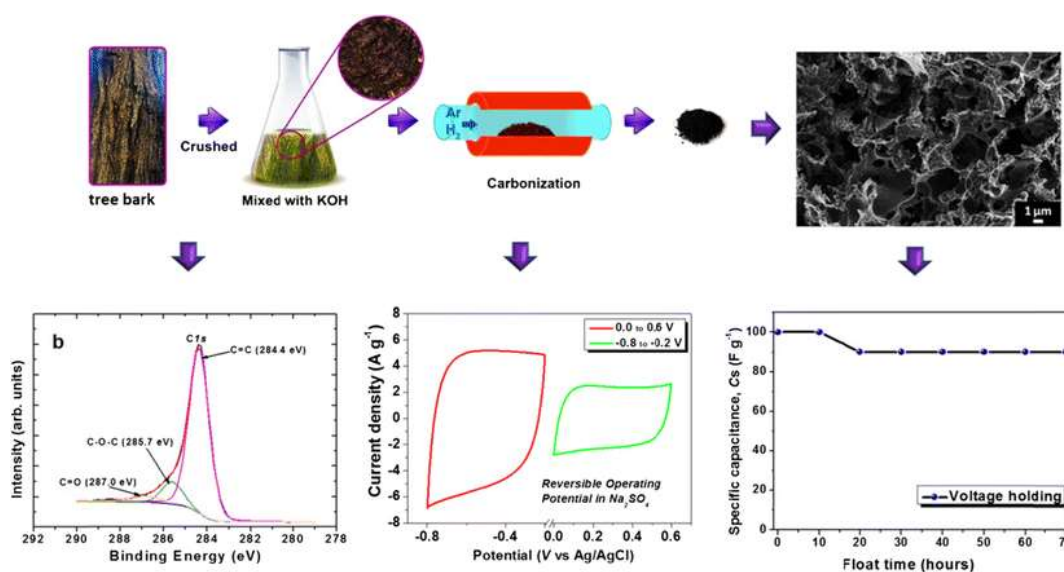 Ar
H₂
Crushed
tree bark
Mixed with KOH
Carbonization
1 µm
b
C1s
C=C (284.4 eV)
C-O-C (285.7 eV)
C=O (287.0 eV)
Intensity (arb. units)
292 290 288 286 284 282 280 278
Binding Energy (eV)
0.0 to 0.6 V
-0.8 to -0.2 V
Current density (A g⁻¹)
8
6
4
2
0
-2
-4
-6
-8
Reversible Operating
Potential in Na₂SO₄
-0.8 -0.4 0.0 0.2 0.4 0.6
Potential (V vs Ag/AgCl)
Specific capacitance, Cs (F g⁻¹)
100
80
60
40
20
0
Voltage holding
0 10 20 30 40 50 60 70
Float time (hours)